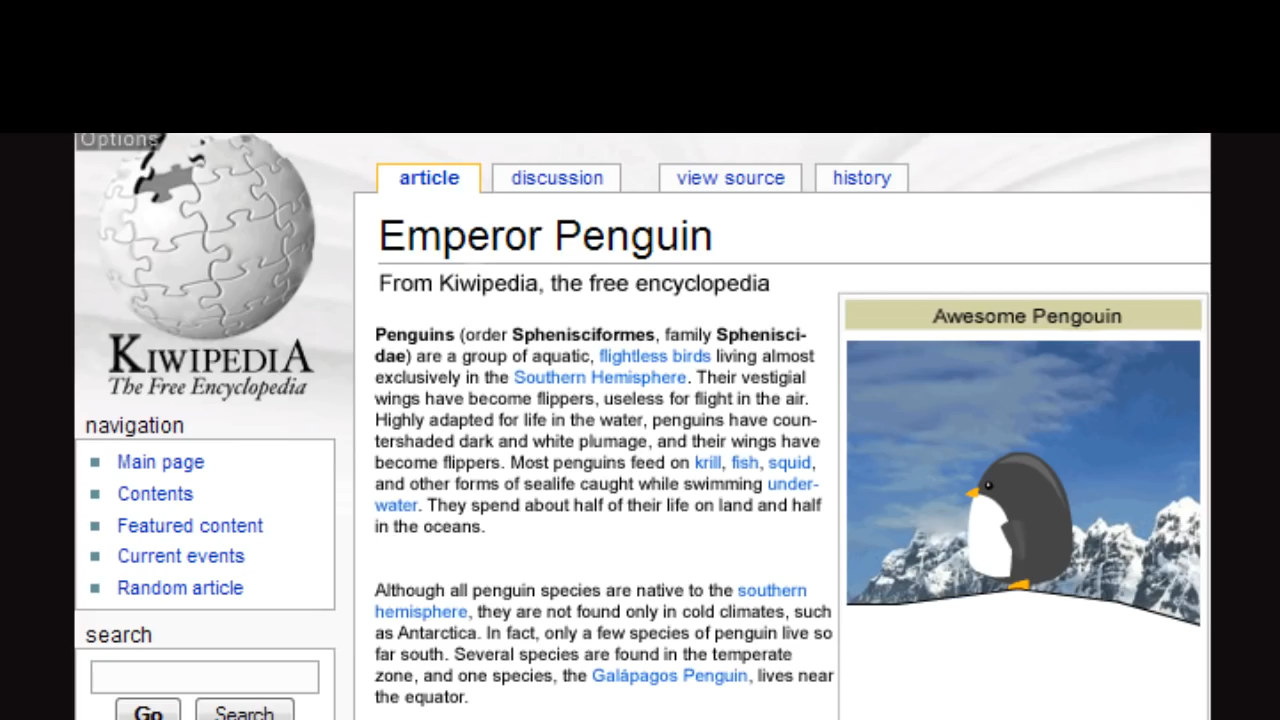 Options
article
discussion
view source
history
Emperor Penguin
From Kiwipedia, the free encyclopedia
Awesome Pengouin
Penguins (order Sphenisciformes, family Sphenisci-
dae) are a group of aquatic, flightless birds living almost
exclusively in the Southern Hemisphere. Their vestigial
wings have become flippers, useless for flight in the air.
Highly adapted for life in the water, penguins have coun-
tershaded dark and white plumage, and their wings have
become flippers. Most penguins feed on krill, fish, squid,
and other forms of sealife caught while swimming under-
water. They spend about half of their life on land and half
in the oceans.
Although all penguin species are native to the southern
hemisphere, they are not found only in cold climates, such
as Antarctica. In fact, only a few species of penguin live so
far south. Several species are found in the temperate
zone, and one species, the Galápagos Penguin, lives near
the equator.
KIWIPEDIA
The Free Encyclopedia
navigation
Main page
Contents
Featured content
Current events
Random article
search
Go
Search